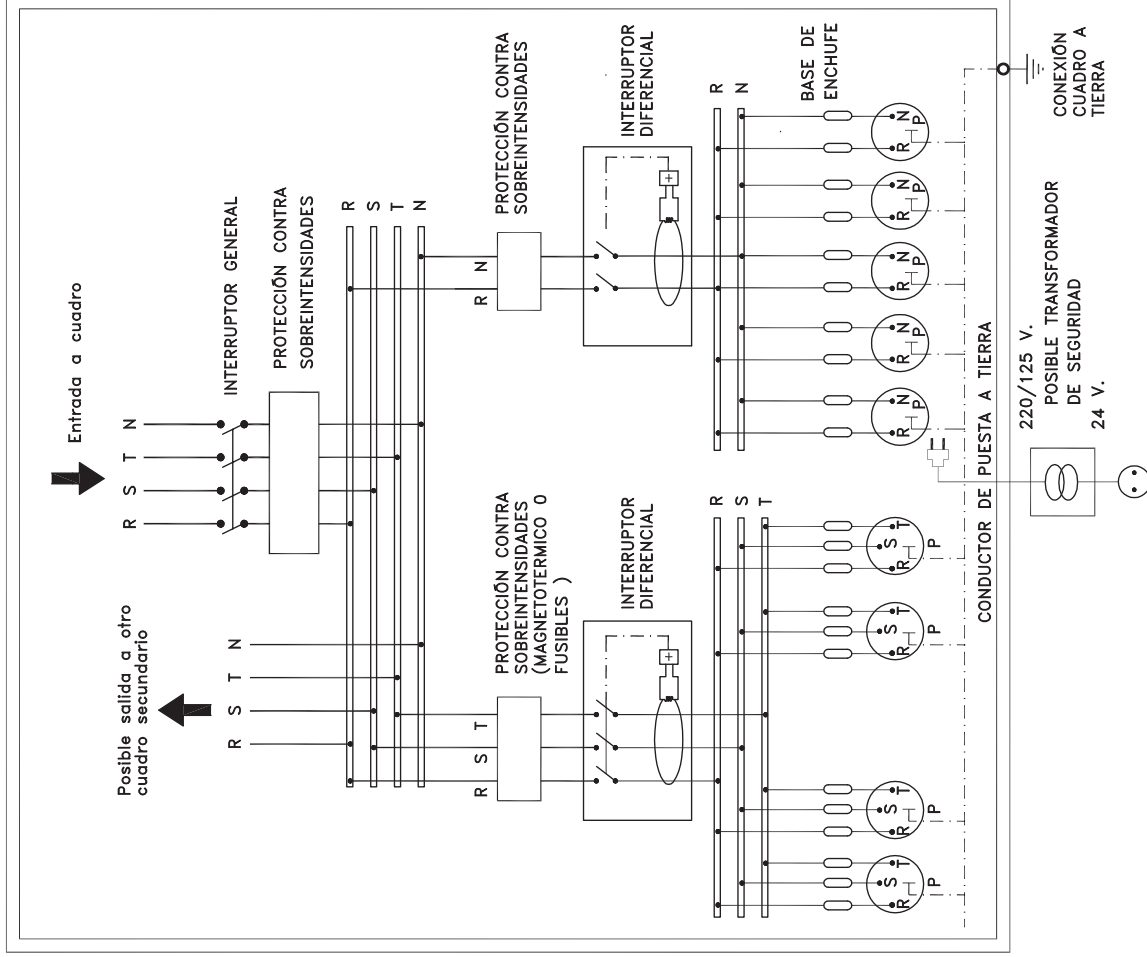 Posible salida a otro
cuadro secundario
R S T N
Entrada a cuadro
R S T N
INTERRUPTOR GENERAL
PROTECCIÓN CONTRA
SOBREINTENSIDADES
R
S
T
N
R S T
PROTECCIÓN CONTRA
SOBREINTENSIDADES
(MAGNETOTERMICO O
FUSIBLES )
R N
PROTECCIÓN CONTRA
SOBREINTENSIDADES
INTERRUPTOR
DIFERENCIAL
INTERRUPTOR
DIFERENCIAL
R
S
T
R
N
BASE DE
ENCHUFE
R S T
P
R S T
P
R S T
P
R S T
P
R N
P
R N
P
R N
P
R N
P
R N
P
CONDUCTOR DE PUESTA A TIERRA
220/125 V.
POSIBLE TRANSFORMADOR
DE SEGURIDAD
24 V.
CONEXIÓN
CUADRO A
TIERRA